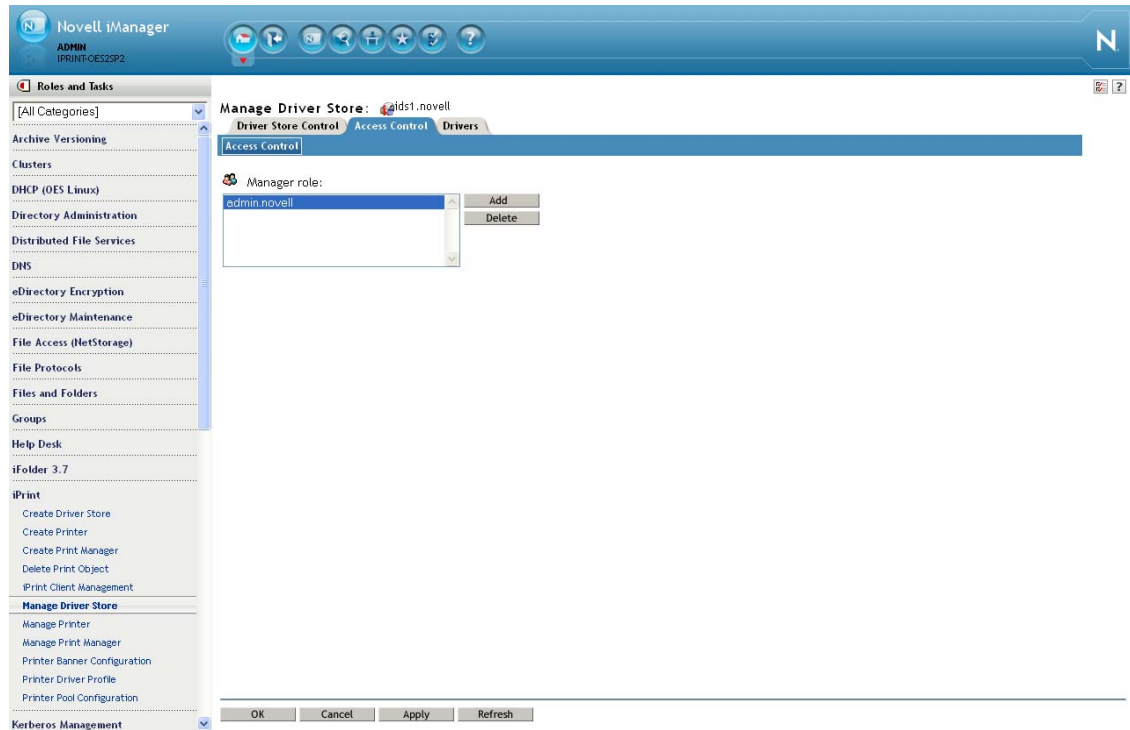 Novell iManager
ADMIN
IPRINT-OES2SP2
N
Roles and Tasks
[All Categories]
Archive Versioning
Clusters
DHCP (OES Linux)
Directory Administration
Distributed File Services
DNS
eDirectory Encryption
eDirectory Maintenance
File Access (NetStorage)
File Protocols
Files and Folders
Groups
Help Desk
iFolder 3.7
iPrint
Create Driver Store
Create Printer
Create Print Manager
Delete Print Object
iPrint Client Management
Manage Driver Store
Manage Printer
Manage Print Manager
Printer Banner Configuration
Printer Driver Profile
Printer Pool Configuration
Kerberos Management
?
Manage Driver Store: ids1.novell
Driver Store Control Access Control Drivers
Access Control
Manager role:
admin.novell
Add
Delete
OK Cancel Apply Refresh